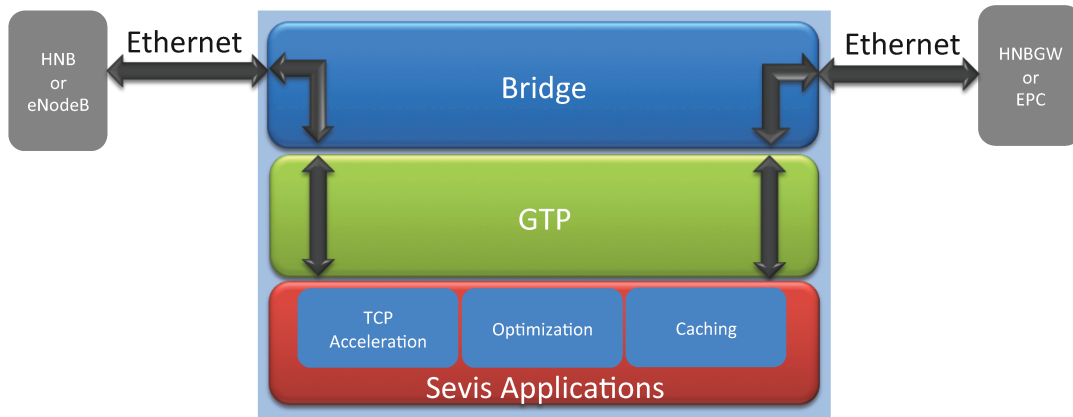 Ethernet
Ethernet
HNB
or
eNodeB
Bridge
HNBGW
or
EPC
GTP
TCP
Acceleration
Optimization
Caching
Sevis Applications